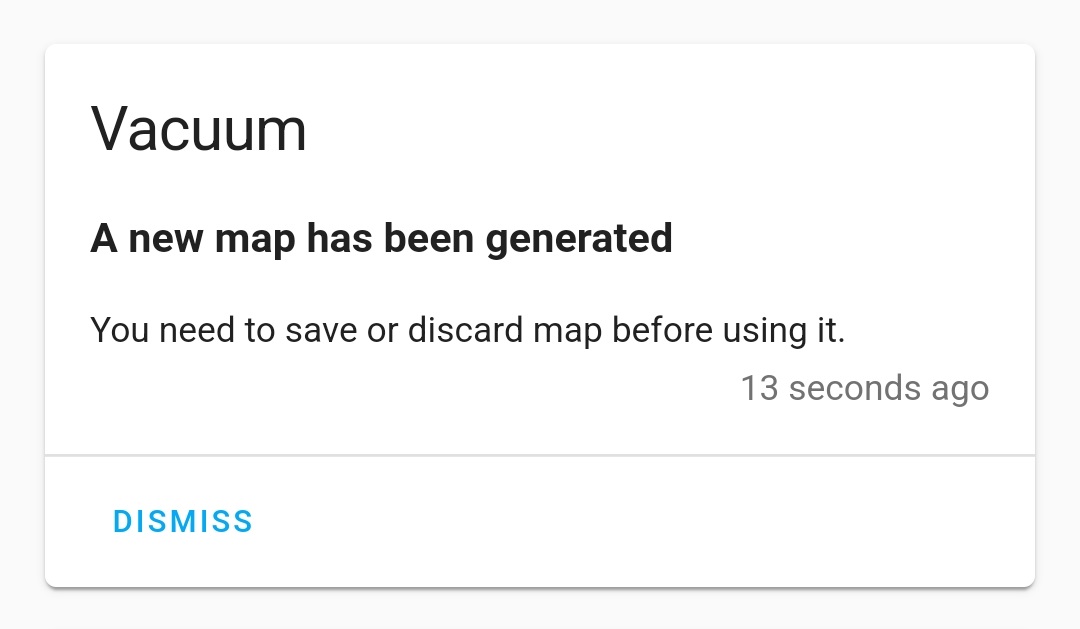 Vacuum
A new map has been generated
You need to save or discard map before using it.
13 seconds ago
DISMISS